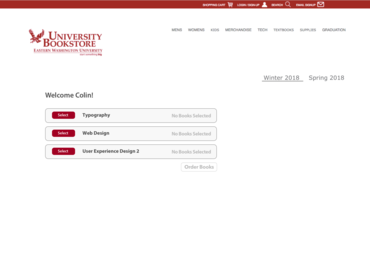 SHOPPING CART LOGIN / SIGN UP SEARCH EMAIL SIGNUP
UNIVERSITY
BOOKSTORE
EASTERN WASHINGTON UNIVERSITY
MENS WOMENS KIDS MERCHANDISE TECH TEXTBOOKS SUPPLIES GRADUATION
Winter 2018 Spring 2018
Welcome Colin!
Select Typography No Books Selected
Select Web Design No Books Selected
Select User Experience Design 2 No Books Selected
Order Books